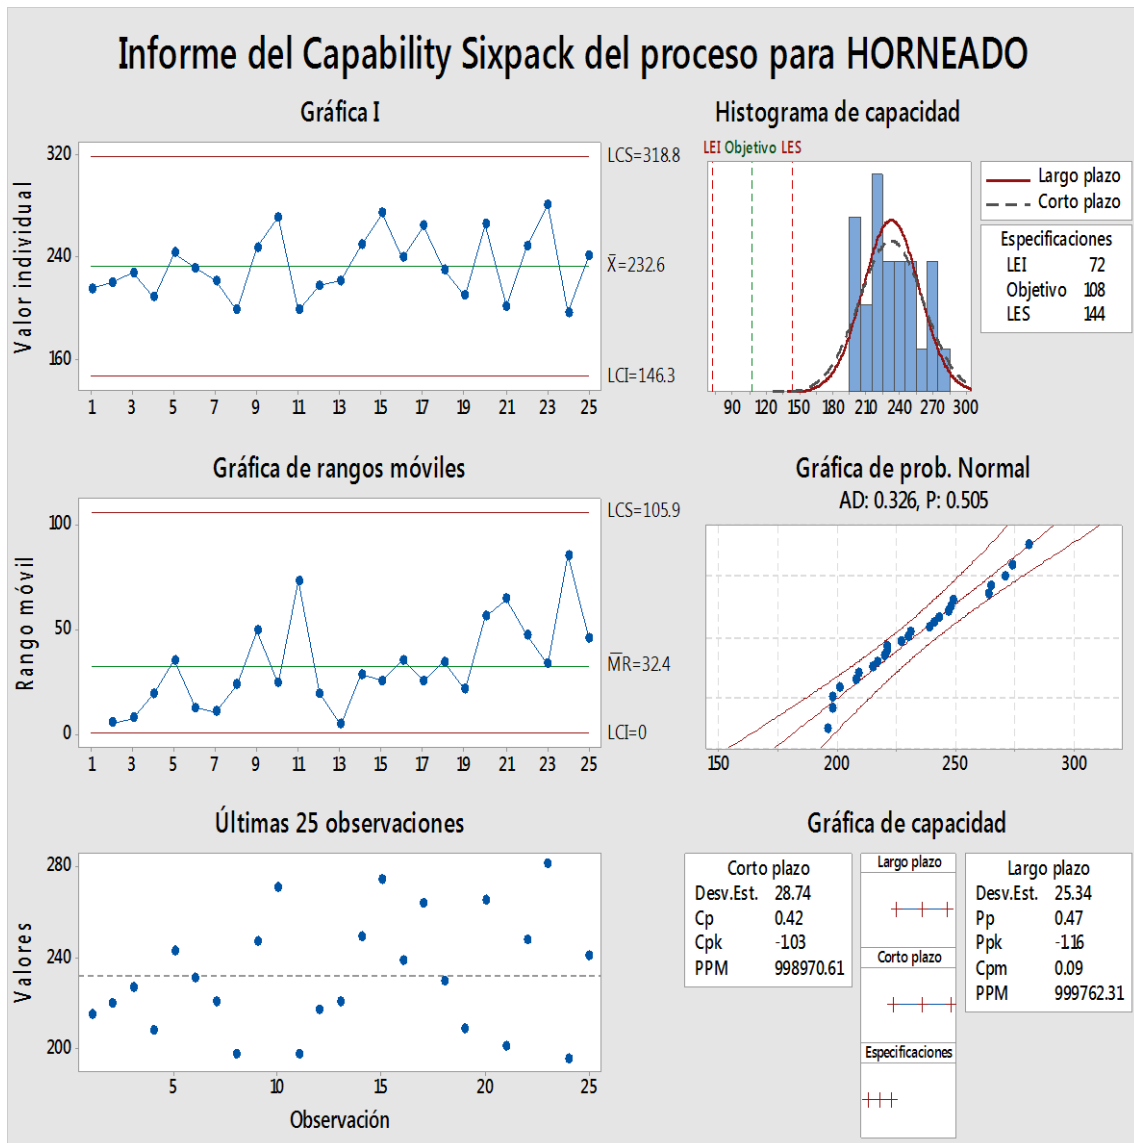 Informe del Capability Sixpack del proceso para HORNEADO
Gráfica I
Valor individual
320
240
160
1 3 5 7 9 11 13 15 17 19 21 23 25
LCS=318.8
X̄=232.6
LCI=146.3
Histograma de capacidad
LEI Objetivo LES
90 120 150 180 210 240 270 300
Largo plazo
Corto plazo
Especificaciones
LEI 72
Objetivo 108
LES 144
Gráfica de rangos móviles
Rango móvil
100
50
0
1 3 5 7 9 11 13 15 17 19 21 23 25
LCS=105.9
M̄R̄=32.4
LCI=0
Gráfica de prob. Normal
AD: 0.326, P: 0.505
150 200 250 300
Últimas 25 observaciones
Valores
280
240
200
5 10 15 20 25
Observación
Gráfica de capacidad
Corto plazo
Desv.Est. 28.74
Cp 0.42
Cpk -1.03
PPM 998970.61
Largo plazo
Corto plazo
Especificaciones
Largo plazo
Desv.Est. 25.34
Pp 0.47
Ppk -1.16
Cpm 0.09
PPM 999762.31